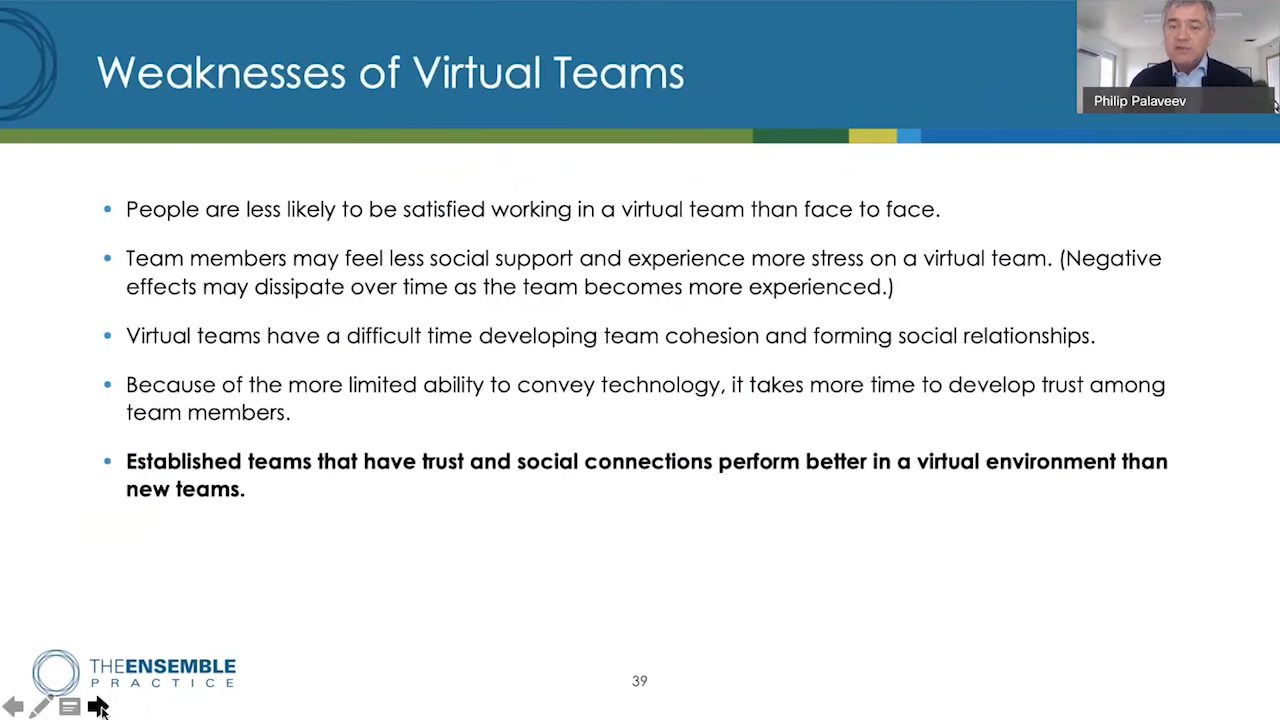 Weaknesses of Virtual Teams
Philip Palaveev
• People are less likely to be satisfied working in a virtual team than face to face.
• Team members may feel less social support and experience more stress on a virtual team. (Negative
effects may dissipate over time as the team becomes more experienced.)
• Virtual teams have a difficult time developing team cohesion and forming social relationships.
• Because of the more limited ability to convey technology, it takes more time to develop trust among
team members.
• Established teams that have trust and social connections perform better in a virtual environment than
new teams.
THEENSEMBLE
PRACTICE
39